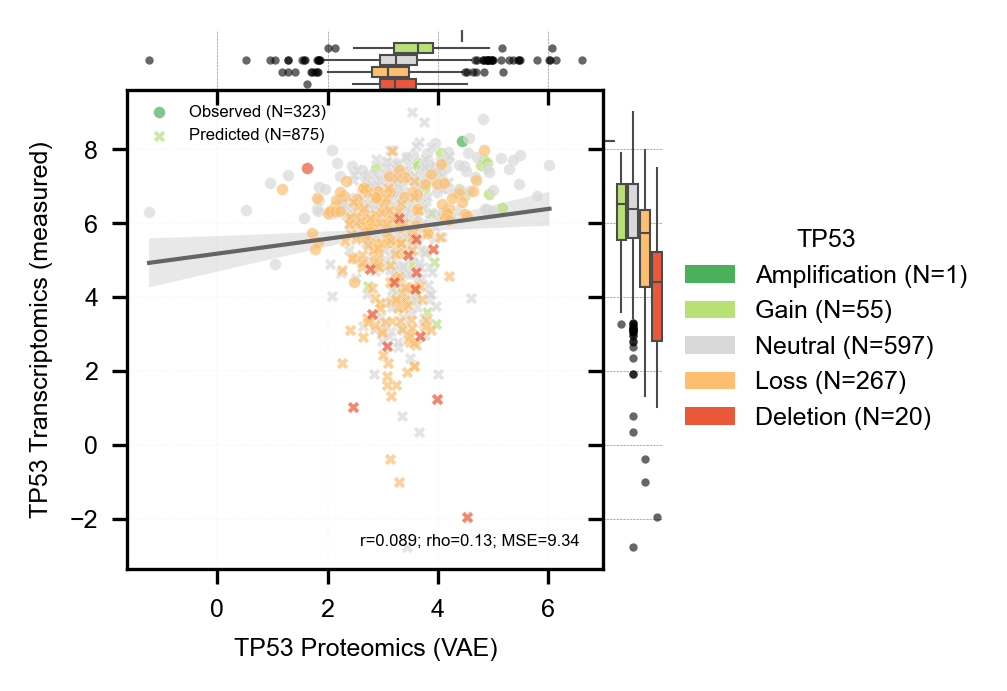 Observed (N=323)
Predicted (N=875)
8
6
4
2
0
−2
TP53 Transcriptomics (measured)
r=0.089; rho=0.13; MSE=9.34
0 2 4 6
TP53 Proteomics (VAE)
TP53
Amplification (N=1)
Gain (N=55)
Neutral (N=597)
Loss (N=267)
Deletion (N=20)